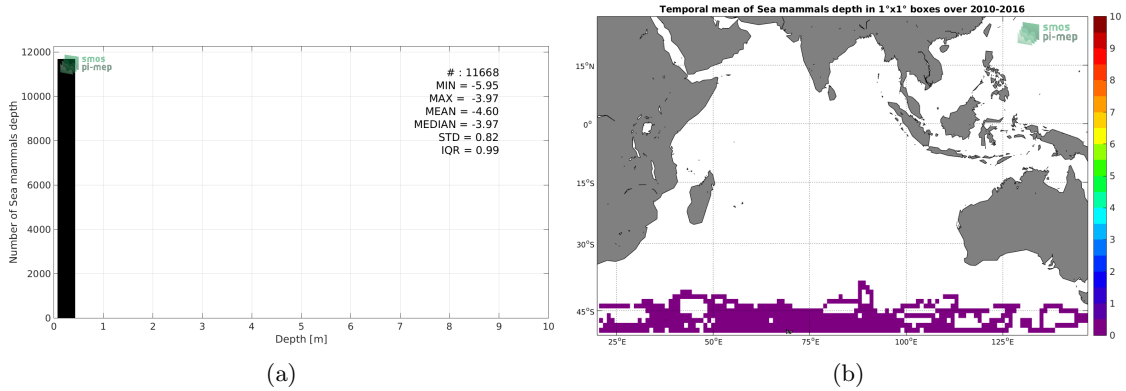 12000
10000
8000
6000
4000
2000
0
Number of Sea mammals depth
smos
pi-mep
# : 11668
MIN = -5.95
MAX = -3.97
MEAN = -4.60
MEDIAN = -3.97
STD = 0.82
IQR = 0.99
0 1 2 3 4 5 6 7 8 9 10
Depth [m]
(a)
Temporal mean of Sea mammals depth in 1°x1° boxes over 2010-2016
smos
pi-mep
15°N
0°
15°S
30°S
45°S
25°E 50°E 75°E 100°E 125°E
10
9
8
7
6
5
4
3
2
1
0
(b)